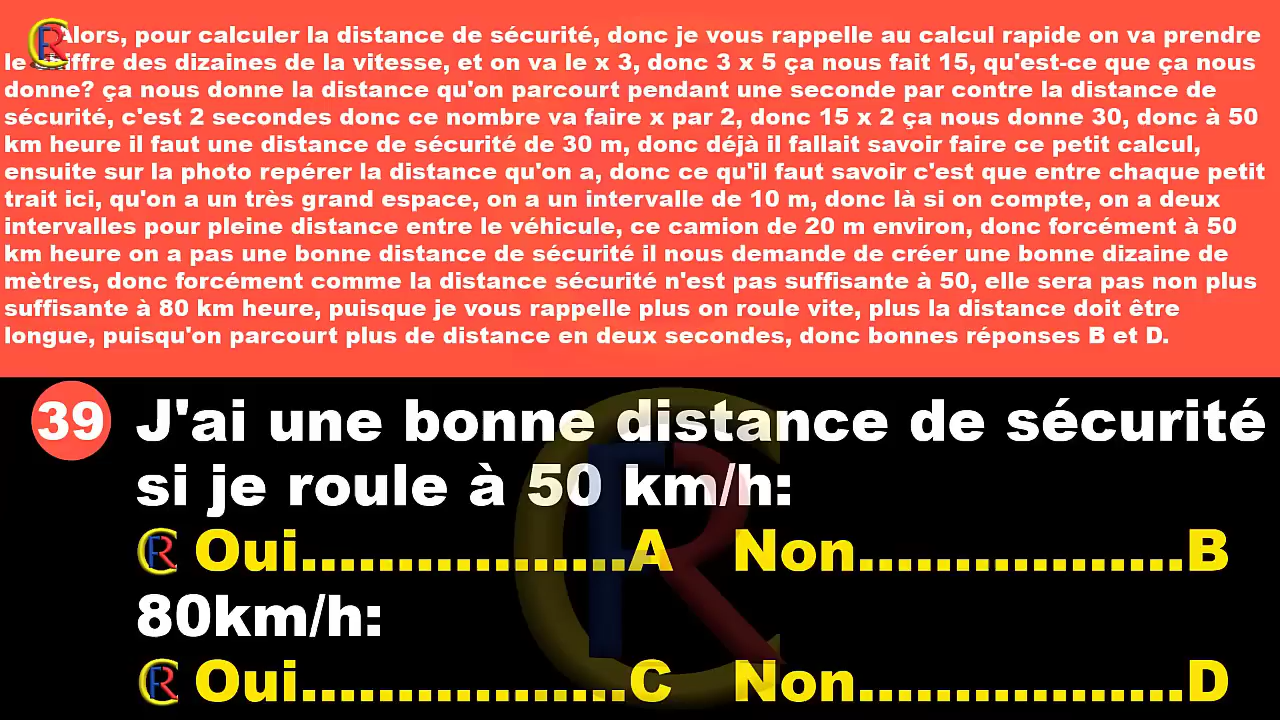 Alors, pour calculer la distance de sécurité, donc je vous rappelle au calcul rapide on va prendre
le chiffre des dizaines de la vitesse, et on va le x 3, donc 3 x 5 ça nous fait 15, qu'est-ce que ça nous
donne? ça nous donne la distance qu'on parcourt pendant une seconde par contre la distance de
sécurité, c'est 2 secondes donc ce nombre va faire x par 2, donc 15 x 2 ça nous donne 30, donc à 50
km heure il faut une distance de sécurité de 30 m, donc déjà il fallait savoir faire ce petit calcul,
ensuite sur la photo repérer la distance qu'on a, donc ce qu'il faut savoir c'est que entre chaque petit
trait ici, qu'on a un très grand espace, on a un intervalle de 10 m, donc là si on compte, on a deux
intervalles pour pleine distance entre le véhicule, ce camion de 20 m environ, donc forcément à 50
km heure on a pas une bonne distance de sécurité il nous demande de créer une bonne dizaine de
mètres, donc forcément comme la distance sécurité n'est pas suffisante à 50, elle sera pas non plus
suffisante à 80 km heure, puisque je vous rappelle plus on roule vite, plus la distance doit être
longue, puisqu'on parcourt plus de distance en deux secondes, donc bonnes réponses B et D.
39 J'ai une bonne distance de sécurité
si je roule à 50 km/h:
Oui.................A Non.................B
80km/h:
Oui.................C Non.................D